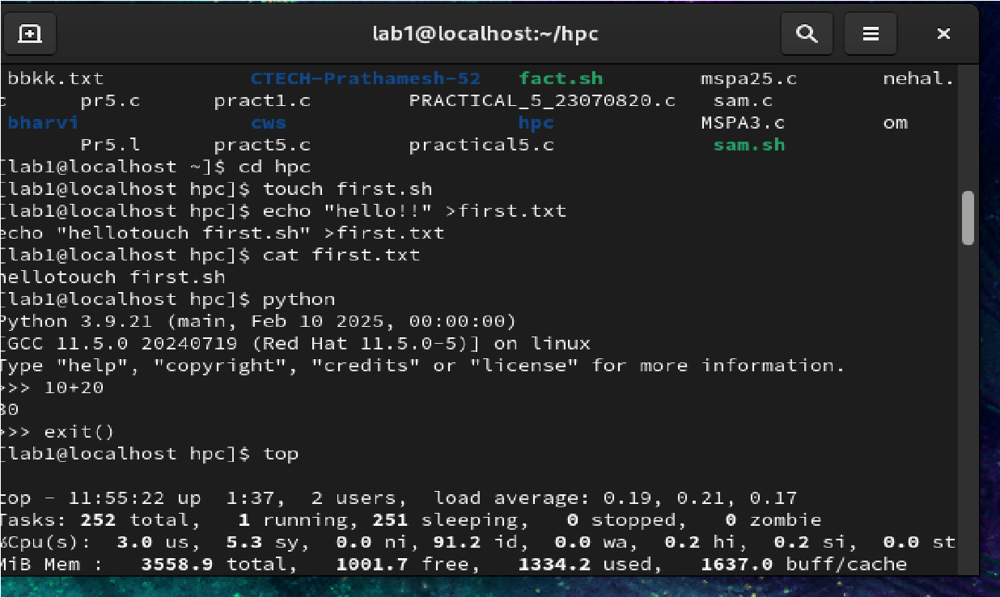 lab1@localhost:~/hpc
bbkk.txt CTECH-Prathamesh-52 fact.sh mspa25.c nehal.
c pr5.c pract1.c PRACTICAL_5_23070820.c sam.c
bharvi cws hpc MSPA3.c om
Pr5.l pract5.c practical5.c sam.sh
[lab1@localhost ~]$ cd hpc
[lab1@localhost hpc]$ touch first.sh
[lab1@localhost hpc]$ echo "hello!!" >first.txt
echo "hellotouch first.sh" >first.txt
[lab1@localhost hpc]$ cat first.txt
hellotouch first.sh
[lab1@localhost hpc]$ python
Python 3.9.21 (main, Feb 10 2025, 00:00:00)
[GCC 11.5.0 20240719 (Red Hat 11.5.0-5)] on linux
Type "help", "copyright", "credits" or "license" for more information.
>>> 10+20
30
>>> exit()
[lab1@localhost hpc]$ top
top - 11:55:22 up 1:37, 2 users, load average: 0.19, 0.21, 0.17
Tasks: 252 total, 1 running, 251 sleeping, 0 stopped, 0 zombie
%Cpu(s): 3.0 us, 5.3 sy, 0.0 ni, 91.2 id, 0.0 wa, 0.2 hi, 0.2 si, 0.0 st
MiB Mem : 3558.9 total, 1001.7 free, 1334.2 used, 1637.0 buff/cache